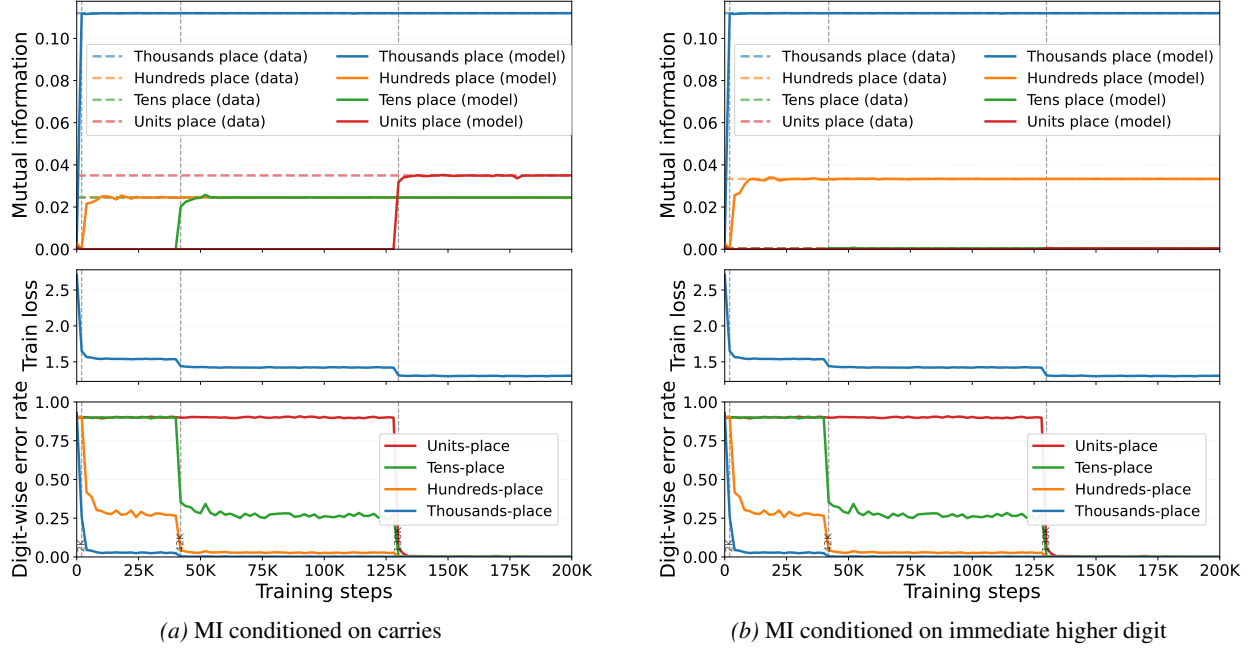 Mutual information
0.10
0.08
0.06
0.04
0.02
0.00
Thousands place (data)
Hundreds place (data)
Tens place (data)
Units place (data)
Thousands place (model)
Hundreds place (model)
Tens place (model)
Units place (model)
Train loss
2.5
2.0
1.5
Digit-wise error rate
1.00
0.75
0.50
0.25
0.00
Units-place
Tens-place
Hundreds-place
Thousands-place
2K
42K
130K
0 25K 50K 75K 100K 125K 150K 175K 200K
Training steps
(a) MI conditioned on carries
Mutual information
0.10
0.08
0.06
0.04
0.02
0.00
Thousands place (data)
Hundreds place (data)
Tens place (data)
Units place (data)
Thousands place (model)
Hundreds place (model)
Tens place (model)
Units place (model)
Train loss
2.5
2.0
1.5
Digit-wise error rate
1.00
0.75
0.50
0.25
0.00
Units-place
Tens-place
Hundreds-place
Thousands-place
2K
42K
130K
0 25K 50K 75K 100K 125K 150K 175K 200K
Training steps
(b) MI conditioned on immediate higher digit